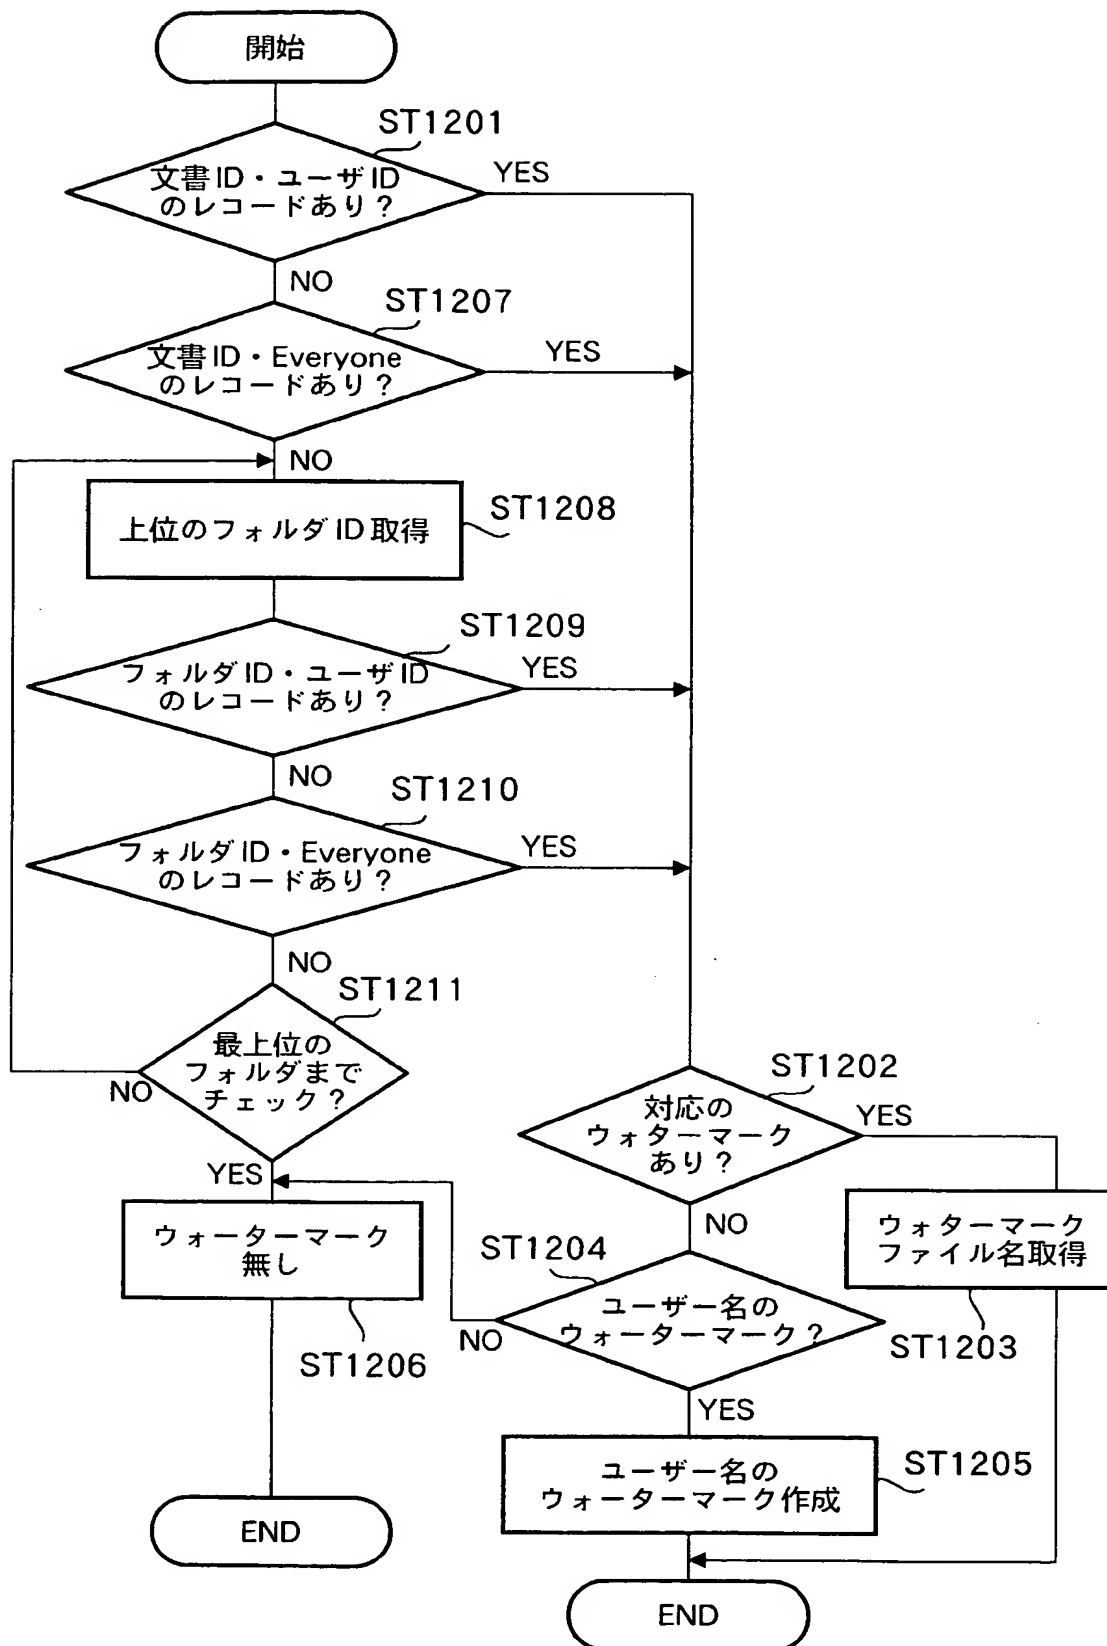 開始
ST1201
文書ID・ユーザID
のレコードあり？
YES
NO
ST1207
文書ID・Everyone
のレコードあり？
YES
NO
上位のフォルダID取得
ST1208
ST1209
フォルダID・ユーザID
のレコードあり？
YES
NO
ST1210
フォルダID・Everyone
のレコードあり？
YES
NO
ST1211
最上位の
フォルダまで
チェック？
NO
YES
ウォーターマーク
無し
ST1206
END
ST1202
対応の
ウォターマーク
あり？
YES
NO
ウォターマーク
ファイル名取得
ST1203
ST1204
ユーザー名の
ウォーターマーク？
NO
YES
ユーザー名の
ウォーターマーク作成
ST1205
END